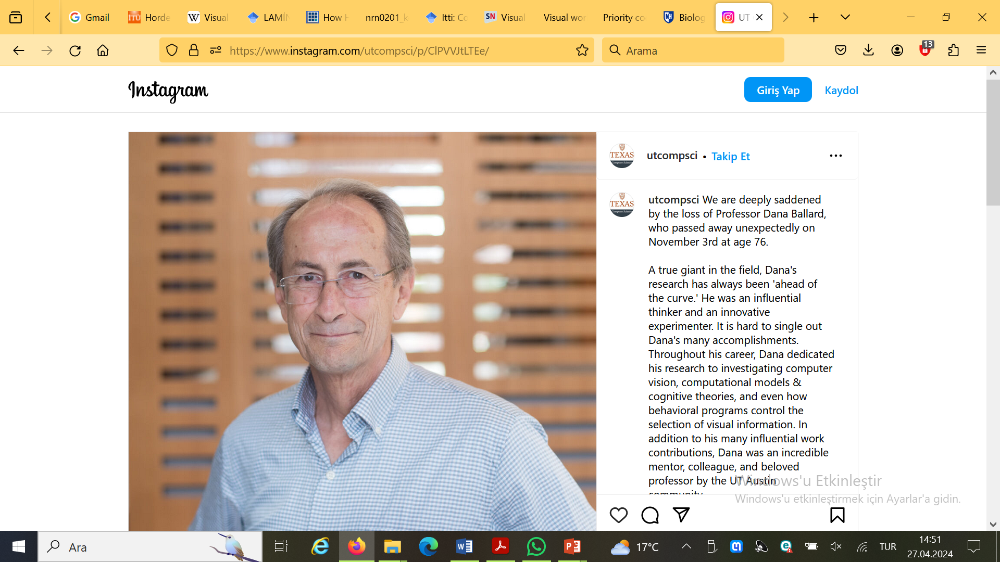 Gmail
Horde
Visual
LAMİN
How H
nrn0201_k
Itti: Co
SN Visual
Visual wor
Priority co
Biolog
UT
https://www.instagram.com/utcompsci/p/ClPVVJtLTEe/
Arama
13
Instagram
Giriş Yap
Kaydol
TEXAS
Computer Science
utcompsci • Takip Et
TEXAS
Computer Science
utcompsci We are deeply saddened
by the loss of Professor Dana Ballard,
who passed away unexpectedly on
November 3rd at age 76.
A true giant in the field, Dana's
research has always been 'ahead of
the curve.' He was an influential
thinker and an innovative
experimenter. It is hard to single out
Dana's many accomplishments.
Throughout his career, Dana dedicated
his research to investigating computer
vision, computational models &
cognitive theories, and even how
behavioral programs control the
selection of visual information. In
addition to his many influential work
contributions, Dana was an incredible
mentor, colleague, and beloved
professor by the UT Austin
community.
Windows'u Etkinleştir
Windows'u etkinleştirmek için Ayarlar'a gidin.
Ara
17°C
TUR
14:51
27.04.2024